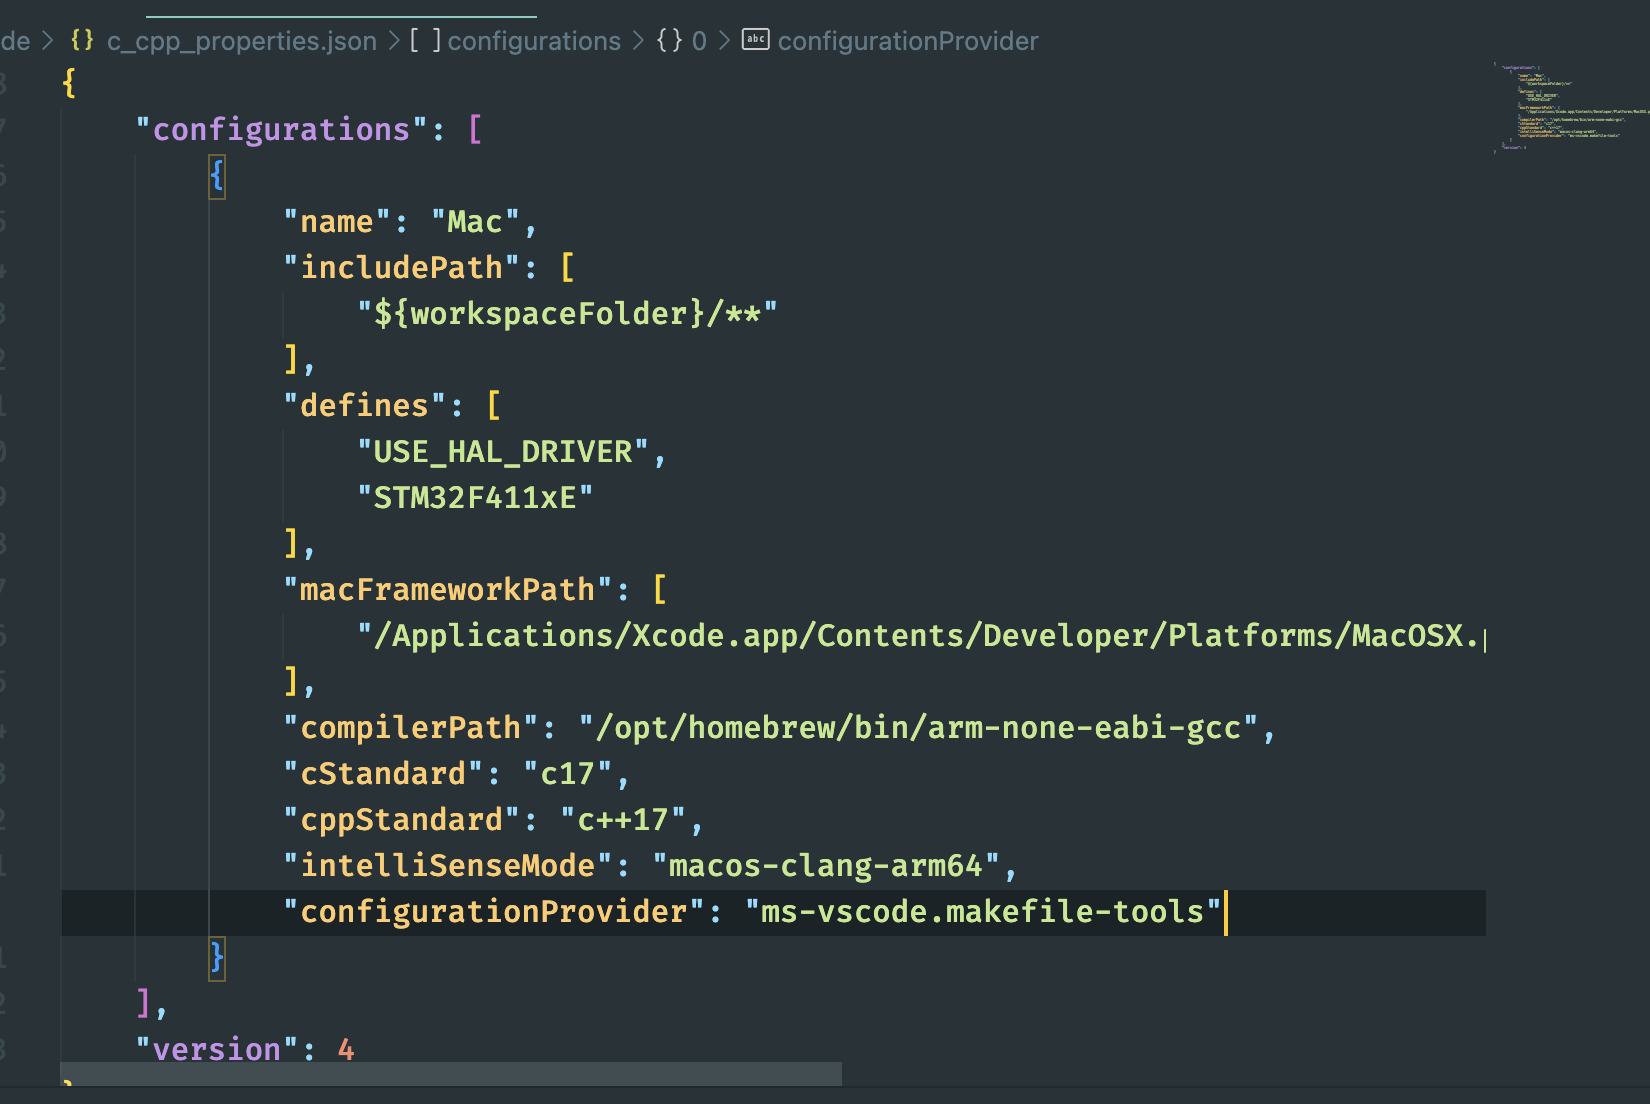 de > {} c_cpp_properties.json > [ ] configurations > {} 0 > abc configurationProvider
{
"configurations": [
{
"name": "Mac",
"includePath": [
"${workspaceFolder}/**"
],
"defines": [
"USE_HAL_DRIVER",
"STM32F411xE"
],
"macFrameworkPath": [
"/Applications/Xcode.app/Contents/Developer/Platforms/MacOSX.
],
"compilerPath": "/opt/homebrew/bin/arm-none-eabi-gcc",
"cStandard": "c17",
"cppStandard": "c++17",
"intelliSenseMode": "macos-clang-arm64",
"configurationProvider": "ms-vscode.makefile-tools"
}
],
"version": 4
}